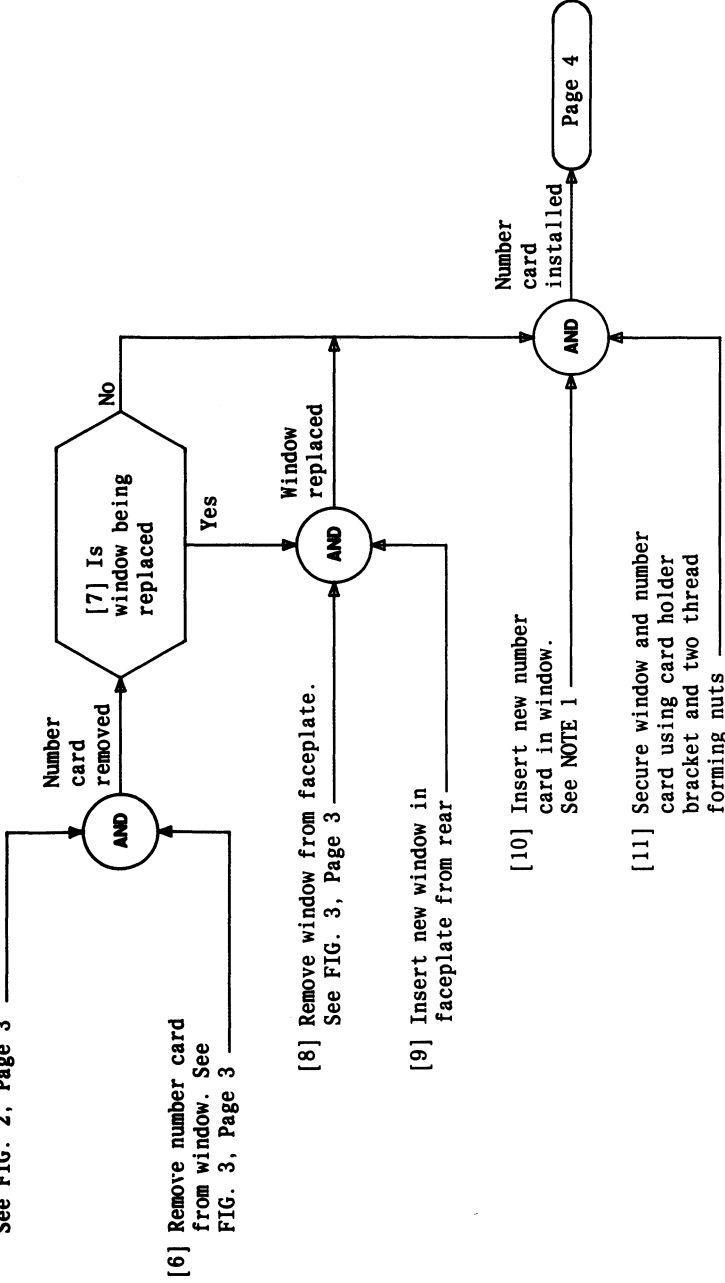 See FIG. 2, Page 3
AND
Number
card
removed
[6] Remove number card
from window. See
FIG. 3, Page 3
[7] Is
window being
replaced
No
Yes
[8] Remove window from faceplate.
See FIG. 3, Page 3
AND
Window
replaced
[9] Insert new window in
faceplate from rear
[10] Insert new number
card in window.
See NOTE 1
AND
Number
card
installed
Page 4
[11] Secure window and number
card using card holder
bracket and two thread
forming nuts